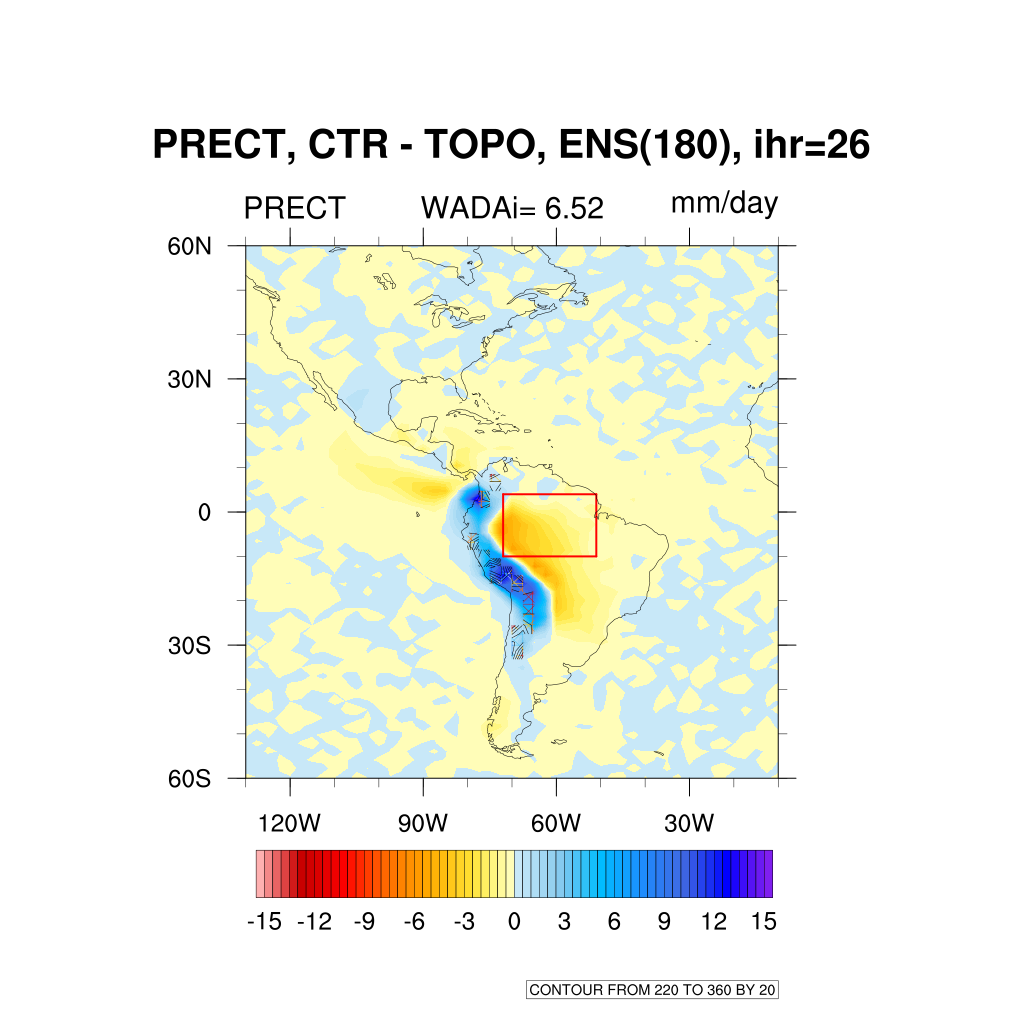 PRECT, CTR - TOPO, ENS(180), ihr=26
PRECT WADAi= 6.52 mm/day
60N
30N
0
30S
60S
120W 90W 60W 30W
-15 -12 -9 -6 -3 0 3 6 9 12 15
CONTOUR FROM 220 TO 360 BY 20